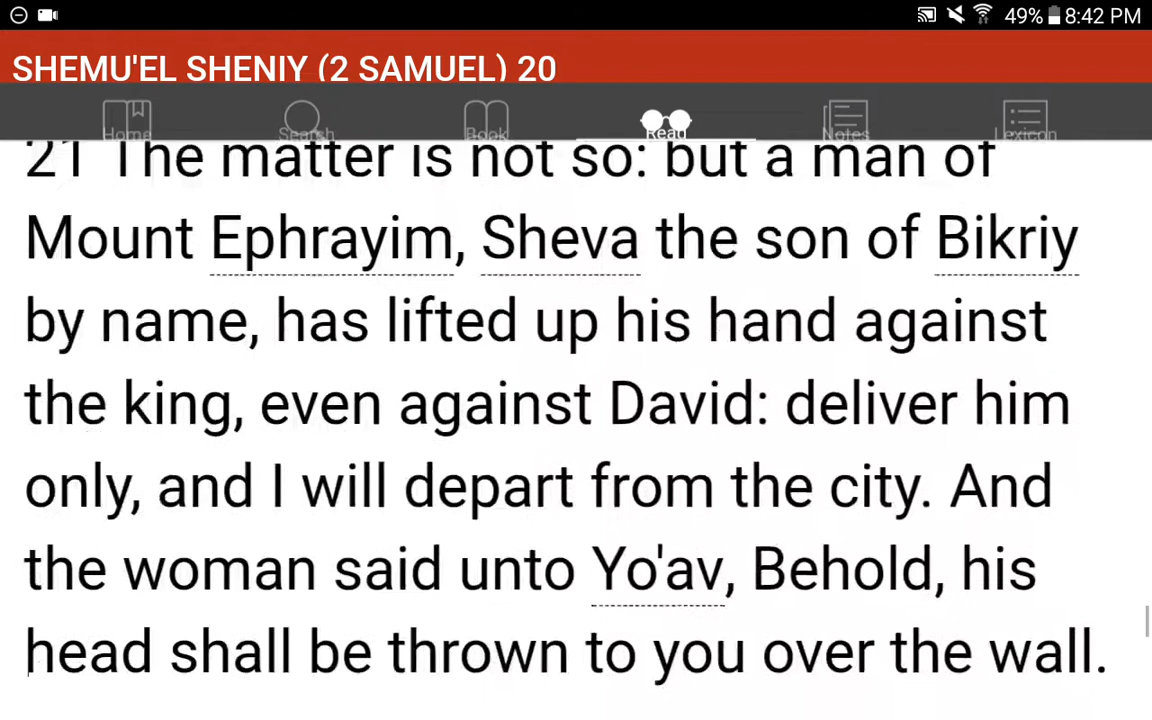 49% 8:42 PM
SHEMU'EL SHENIY (2 SAMUEL) 20
Home Search Book Read Notes Lexicon
21 The matter is not so: but a man of
Mount Ephrayim, Sheva the son of Bikriy
by name, has lifted up his hand against
the king, even against David: deliver him
only, and I will depart from the city. And
the woman said unto Yo'av, Behold, his
head shall be thrown to you over the wall.